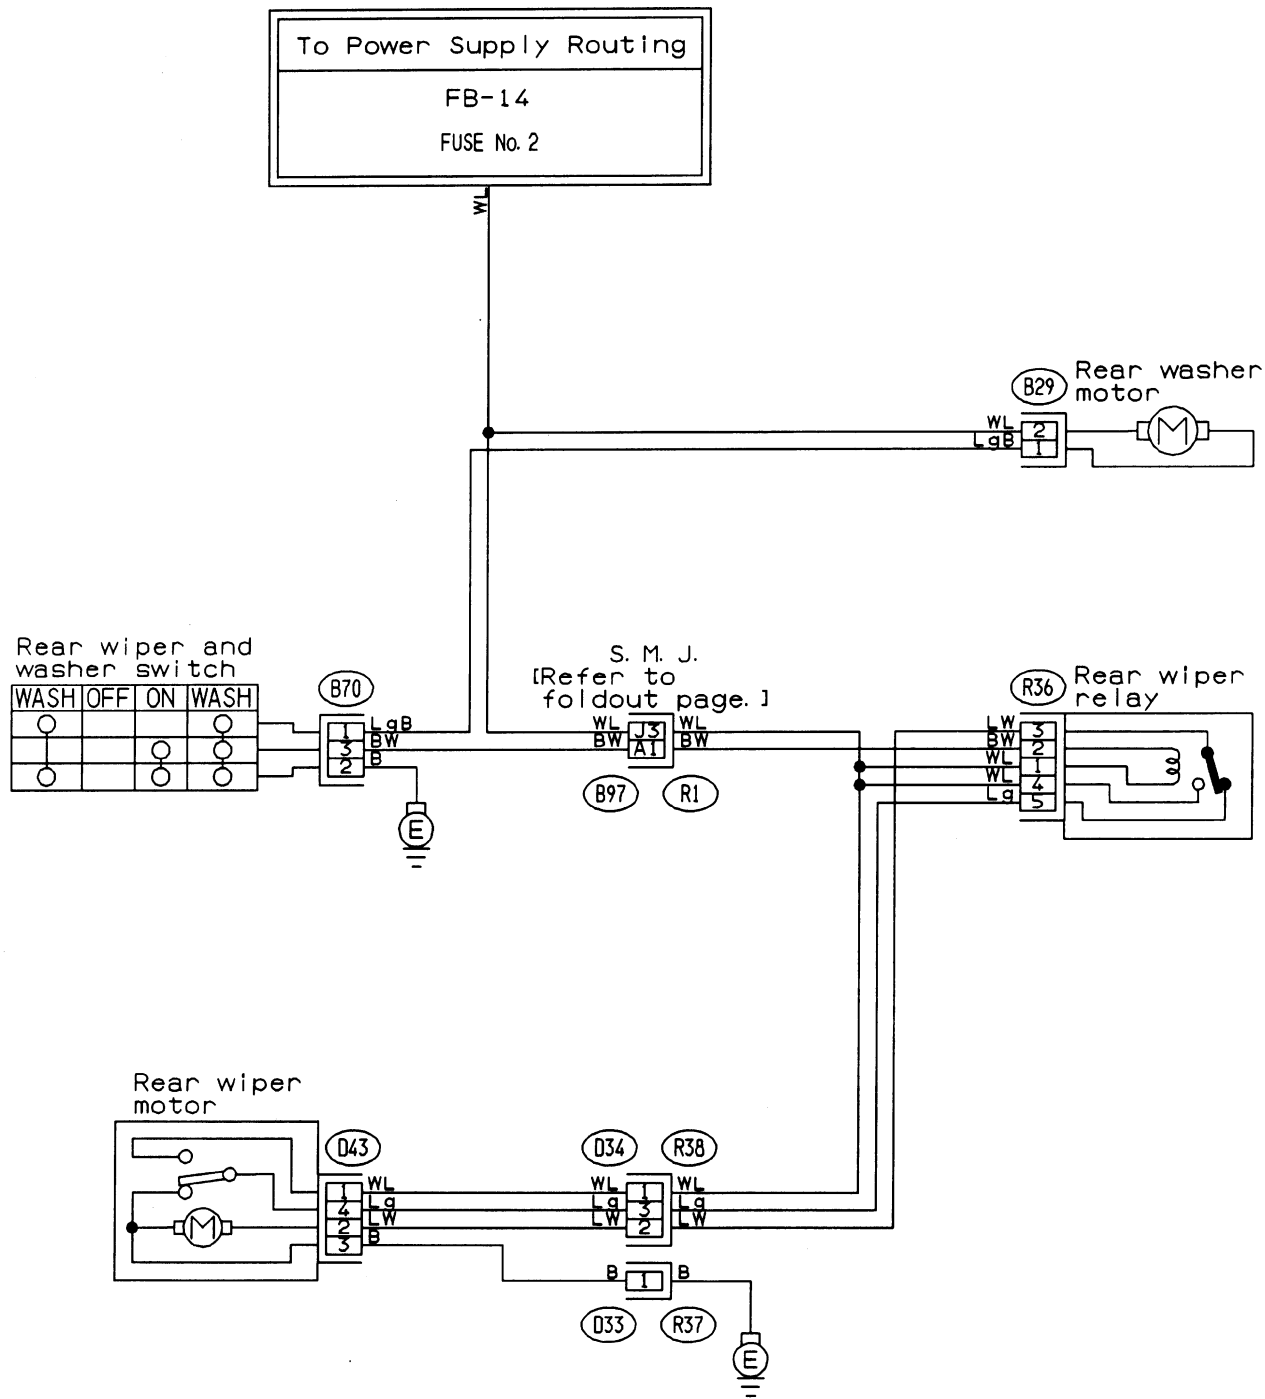 To Power Supply Routing
FB-14
FUSE No. 2
WL
B29
Rear washer
motor
WL
LgB
2
1
M
Rear wiper and
washer switch
WASH OFF ON WASH
B70
1
3
2
LgB
BW
B
E
S. M. J.
[Refer to
foldout page. ]
WL J3 WL
BW A1 BW
B97 R1
R36
Rear wiper
relay
LW 3
BW 2
WL 1
WL 4
Lg 5
Rear wiper
motor
M
D43
D34 R38
1 WL WL 1 WL
4 Lg Lg 3 Lg
2 LW LW 2 LW
3 B
B 1 B
D33 R37
E